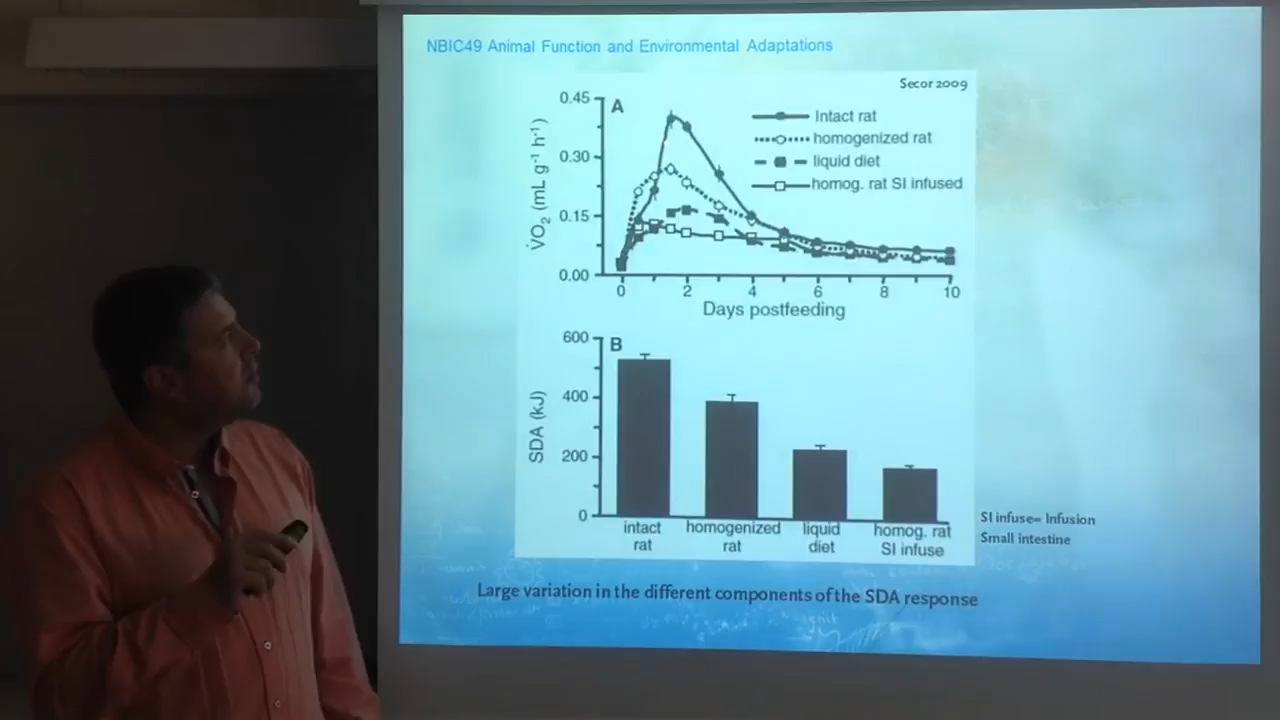 NBIC49 Animal Function and Environmental Adaptations
Secor 2009
A
0.45
0.30
0.15
0.00
V̇O2 (mL g-1 h-1)
Intact rat
homogenized rat
liquid diet
homog. rat SI infused
0 2 4 6 8 10
Days postfeeding
B
600
400
200
0
SDA (kJ)
intact rat
homogenized rat
liquid diet
homog. rat SI infuse
SI infuse= Infusion
Small intestine
Large variation in the different components of the SDA response